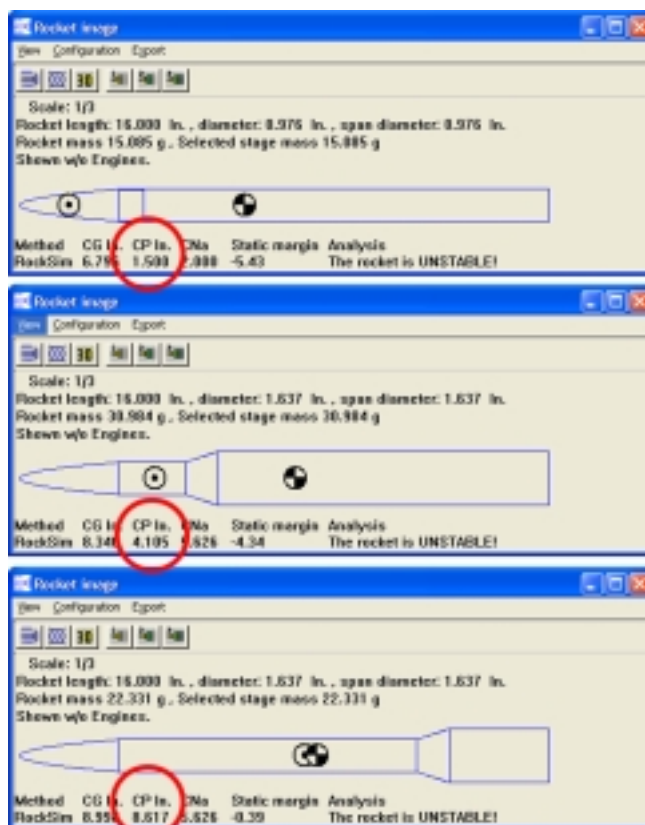 Rocket image
View Configuration Export
3D
Scale: 1/3
Rocket length: 16.000 In. , diameter: 0.976 In. , span diameter: 0.976 In.
Rocket mass 15.085 g , Selected stage mass 15.085 g
Shown w/o Engines.
Method CG In. CP In. CNa Static margin Analysis
RockSim 6.795 1.500 2.000 -5.43 The rocket is UNSTABLE!
Rocket image
View Configuration Export
3D
Scale: 1/3
Rocket length: 16.000 In. , diameter: 1.637 In. , span diameter: 1.637 In.
Rocket mass 30.984 g , Selected stage mass 30.984 g
Shown w/o Engines.
Method CG In. CP In. CNa Static margin Analysis
RockSim 4.105 -4.34 The rocket is UNSTABLE!
Rocket image
View Configuration Export
3D
Scale: 1/3
Rocket length: 16.000 In. , diameter: 1.637 In. , span diameter: 1.637 In.
Rocket mass 22.331 g , Selected stage mass 22.331 g
Shown w/o Engines.
Method CG In. CP In. CNa Static margin Analysis
RockSim 8.617 -0.39 The rocket is UNSTABLE!